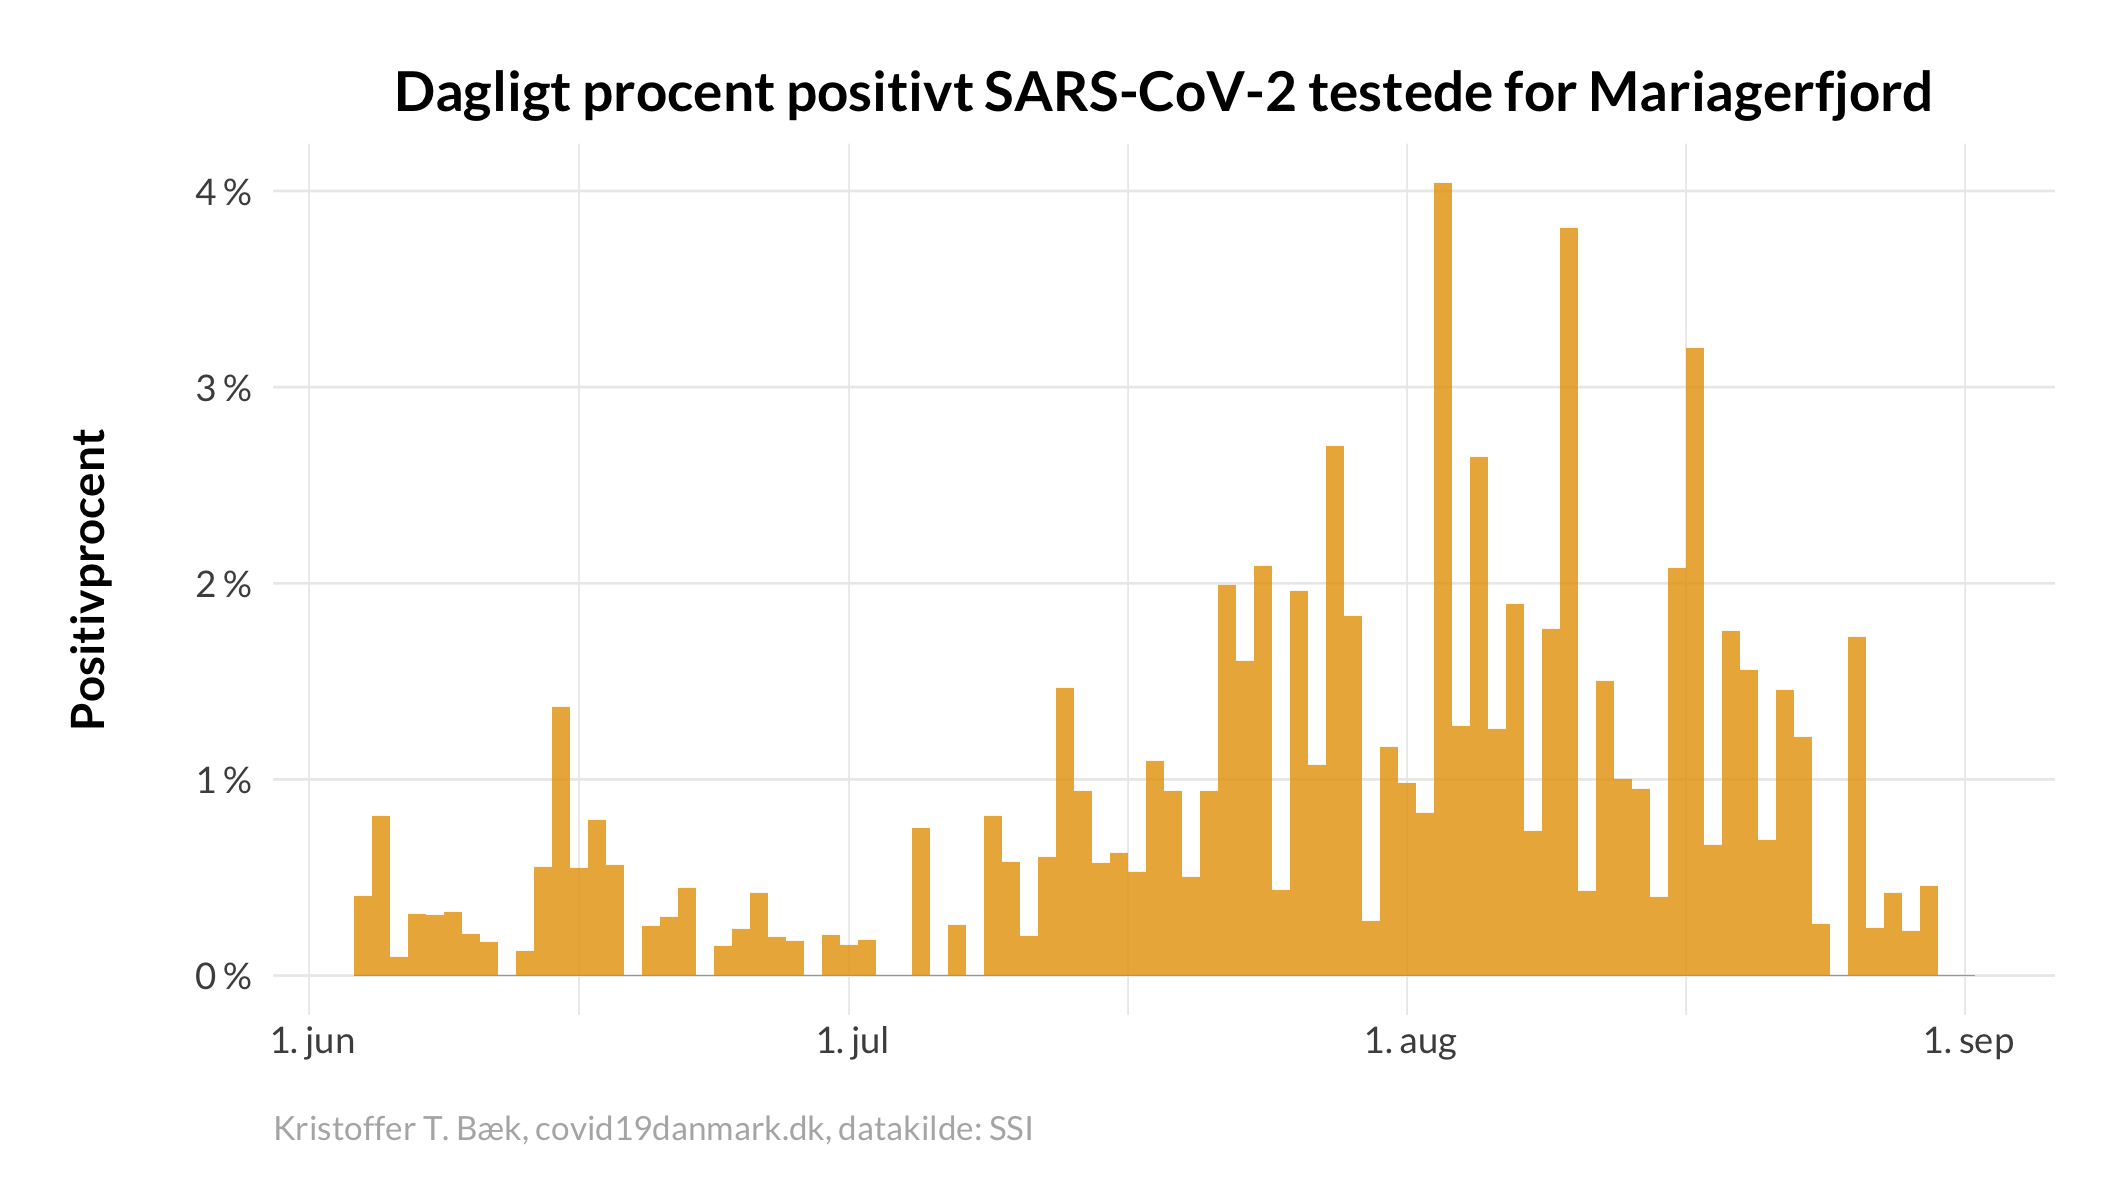 Dagligt procent positivt SARS-CoV-2 testede for Mariagerfjord
Positivprocent
4 %
3 %
2 %
1 %
0 %
1. jun
1. jul
1. aug
1. sep
Kristoffer T. Bæk, covid19danmark.dk, datakilde: SSI